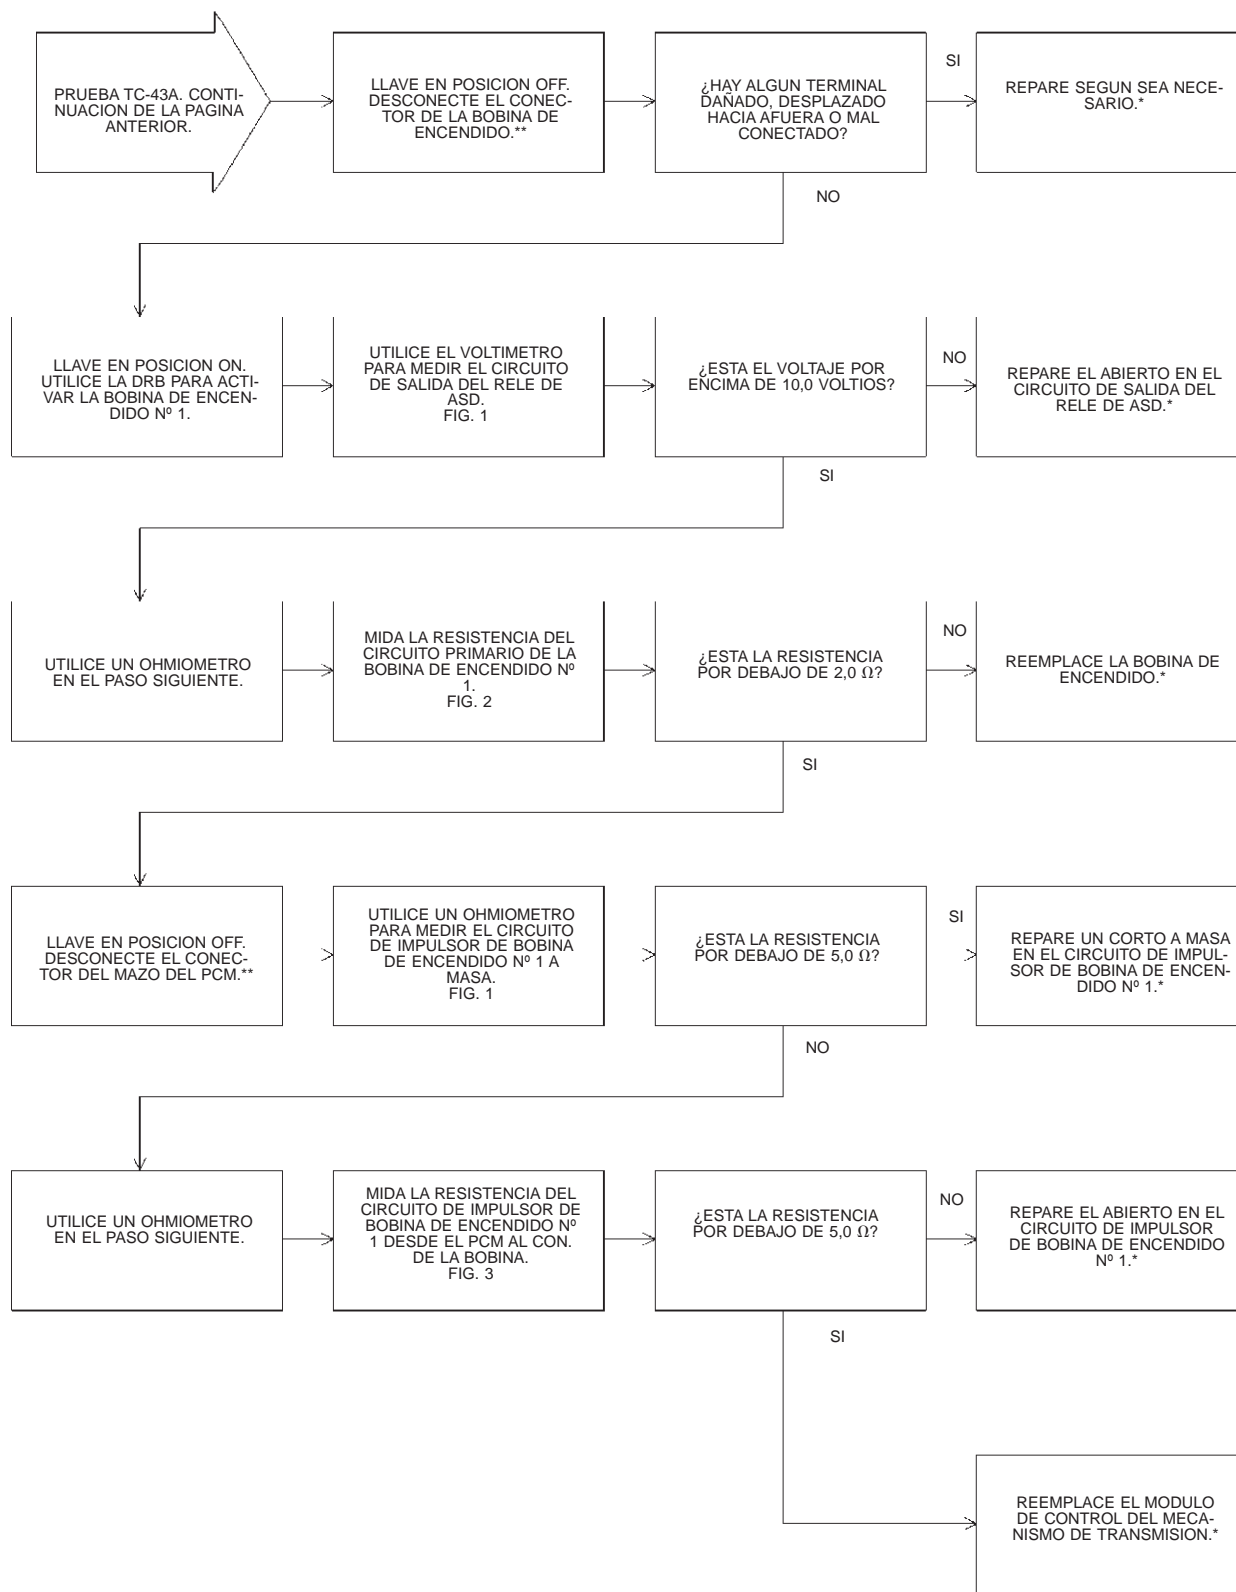 PRUEBA TC-43A. CONTI-
NUACION DE LA PAGINA
ANTERIOR.
LLAVE EN POSICION OFF.
DESCONECTE EL CONEC-
TOR DE LA BOBINA DE
ENCENDIDO.**
¿HAY ALGUN TERMINAL
DAÑADO, DESPLAZADO
HACIA AFUERA O MAL
CONECTADO?
SI
REPARE SEGUN SEA NECE-
SARIO.*
NO
LLAVE EN POSICION ON.
UTILICE LA DRB PARA ACTI-
VAR LA BOBINA DE ENCEN-
DIDO Nº 1.
UTILICE EL VOLTIMETRO
PARA MEDIR EL CIRCUITO
DE SALIDA DEL RELE DE
ASD.
FIG. 1
¿ESTA EL VOLTAJE POR
ENCIMA DE 10,0 VOLTIOS?
NO
REPARE EL ABIERTO EN EL
CIRCUITO DE SALIDA DEL
RELE DE ASD.*
SI
UTILICE UN OHMIOMETRO
EN EL PASO SIGUIENTE.
MIDA LA RESISTENCIA DEL
CIRCUITO PRIMARIO DE LA
BOBINA DE ENCENDIDO Nº
1.
FIG. 2
¿ESTA LA RESISTENCIA
POR DEBAJO DE 2,0 Ω?
NO
REEMPLACE LA BOBINA DE
ENCENDIDO.*
SI
LLAVE EN POSICION OFF.
DESCONECTE EL CONEC-
TOR DEL MAZO DEL PCM.**
UTILICE UN OHMIOMETRO
PARA MEDIR EL CIRCUITO
DE IMPULSOR DE BOBINA
DE ENCENDIDO Nº 1 A
MASA.
FIG. 1
¿ESTA LA RESISTENCIA
POR DEBAJO DE 5,0 Ω?
SI
REPARE UN CORTO A MASA
EN EL CIRCUITO DE IMPUL-
SOR DE BOBINA DE ENCEN-
DIDO Nº 1.*
NO
UTILICE UN OHMIOMETRO
EN EL PASO SIGUIENTE.
MIDA LA RESISTENCIA DEL
CIRCUITO DE IMPULSOR DE
BOBINA DE ENCENDIDO Nº
1 DESDE EL PCM AL CON.
DE LA BOBINA.
FIG. 3
¿ESTA LA RESISTENCIA
POR DEBAJO DE 5,0 Ω?
NO
REPARE EL ABIERTO EN EL
CIRCUITO DE IMPULSOR
DE BOBINA DE ENCENDIDO
Nº 1.*
SI
REEMPLACE EL MODULO
DE CONTROL DEL MECA-
NISMO DE TRANSMISION.*